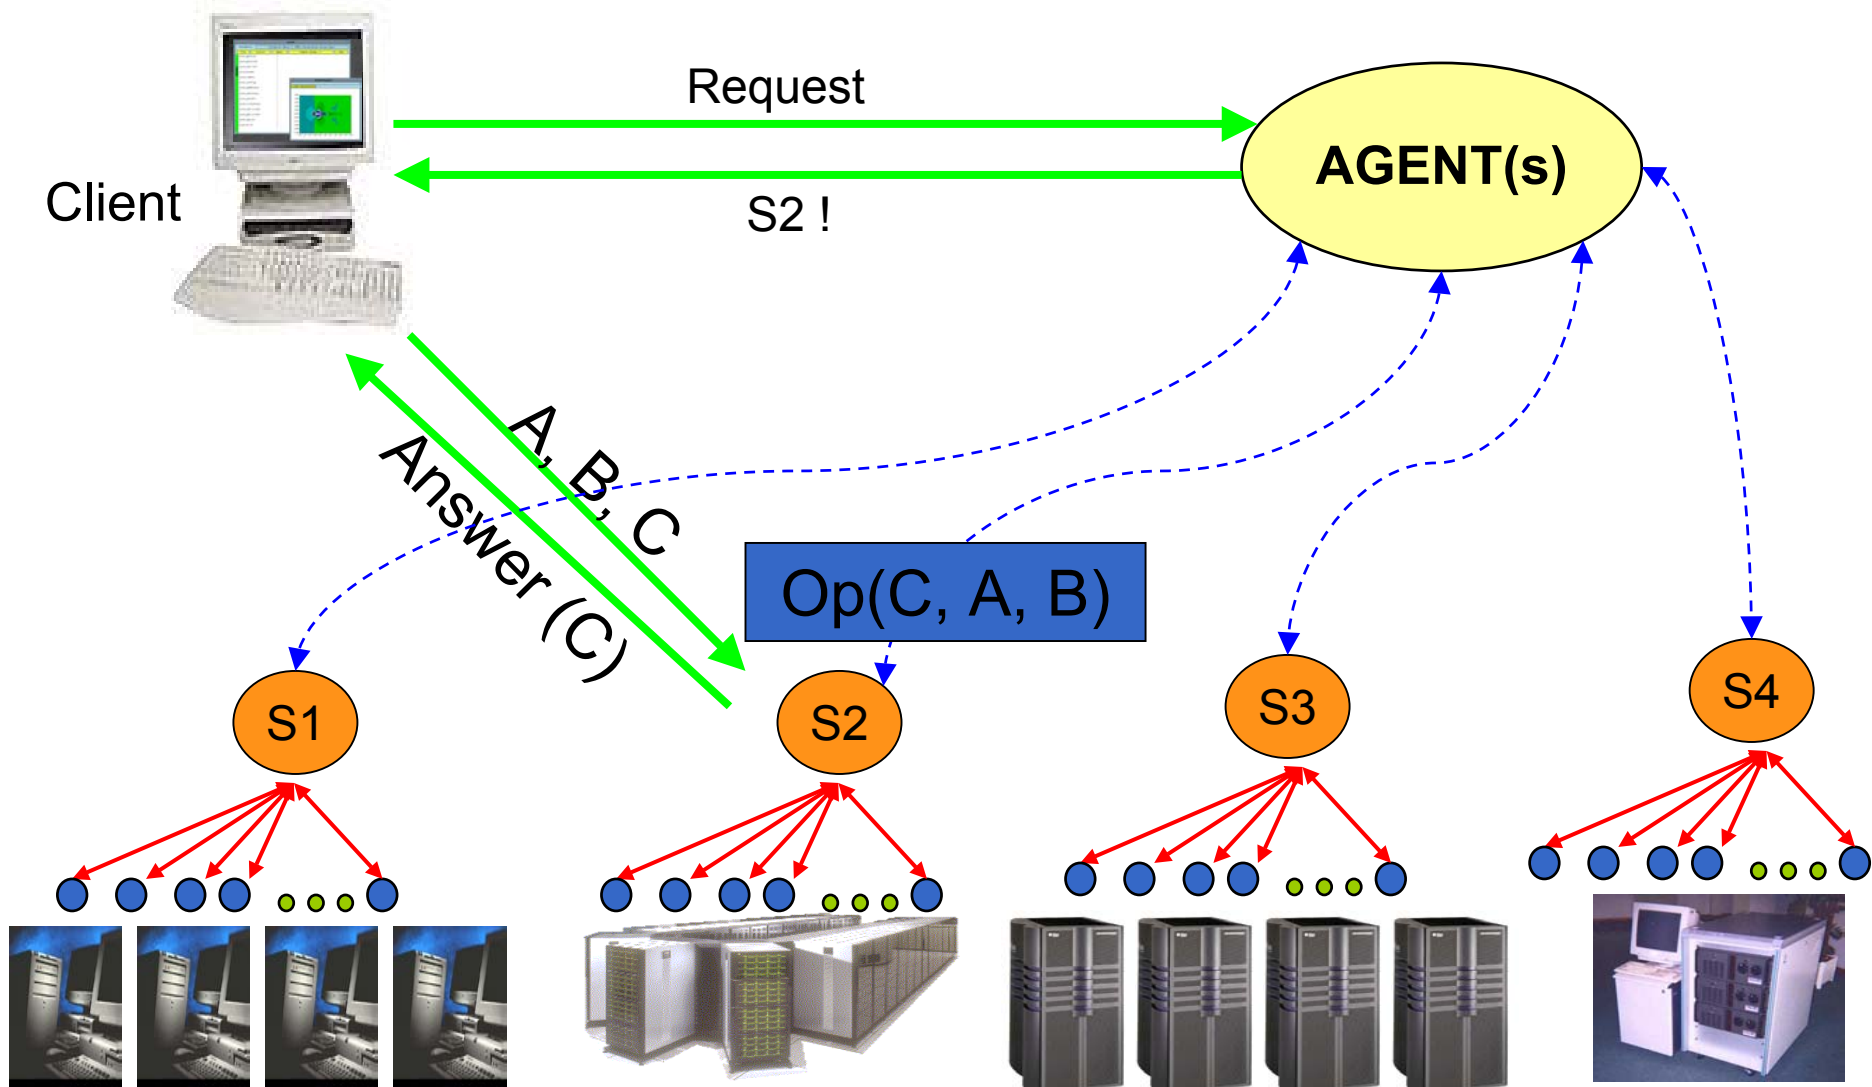 Request
AGENT(s)
Client
S2 !
A, B, C
Answer (C)
Op(C, A, B)
S1
S2
S3
S4